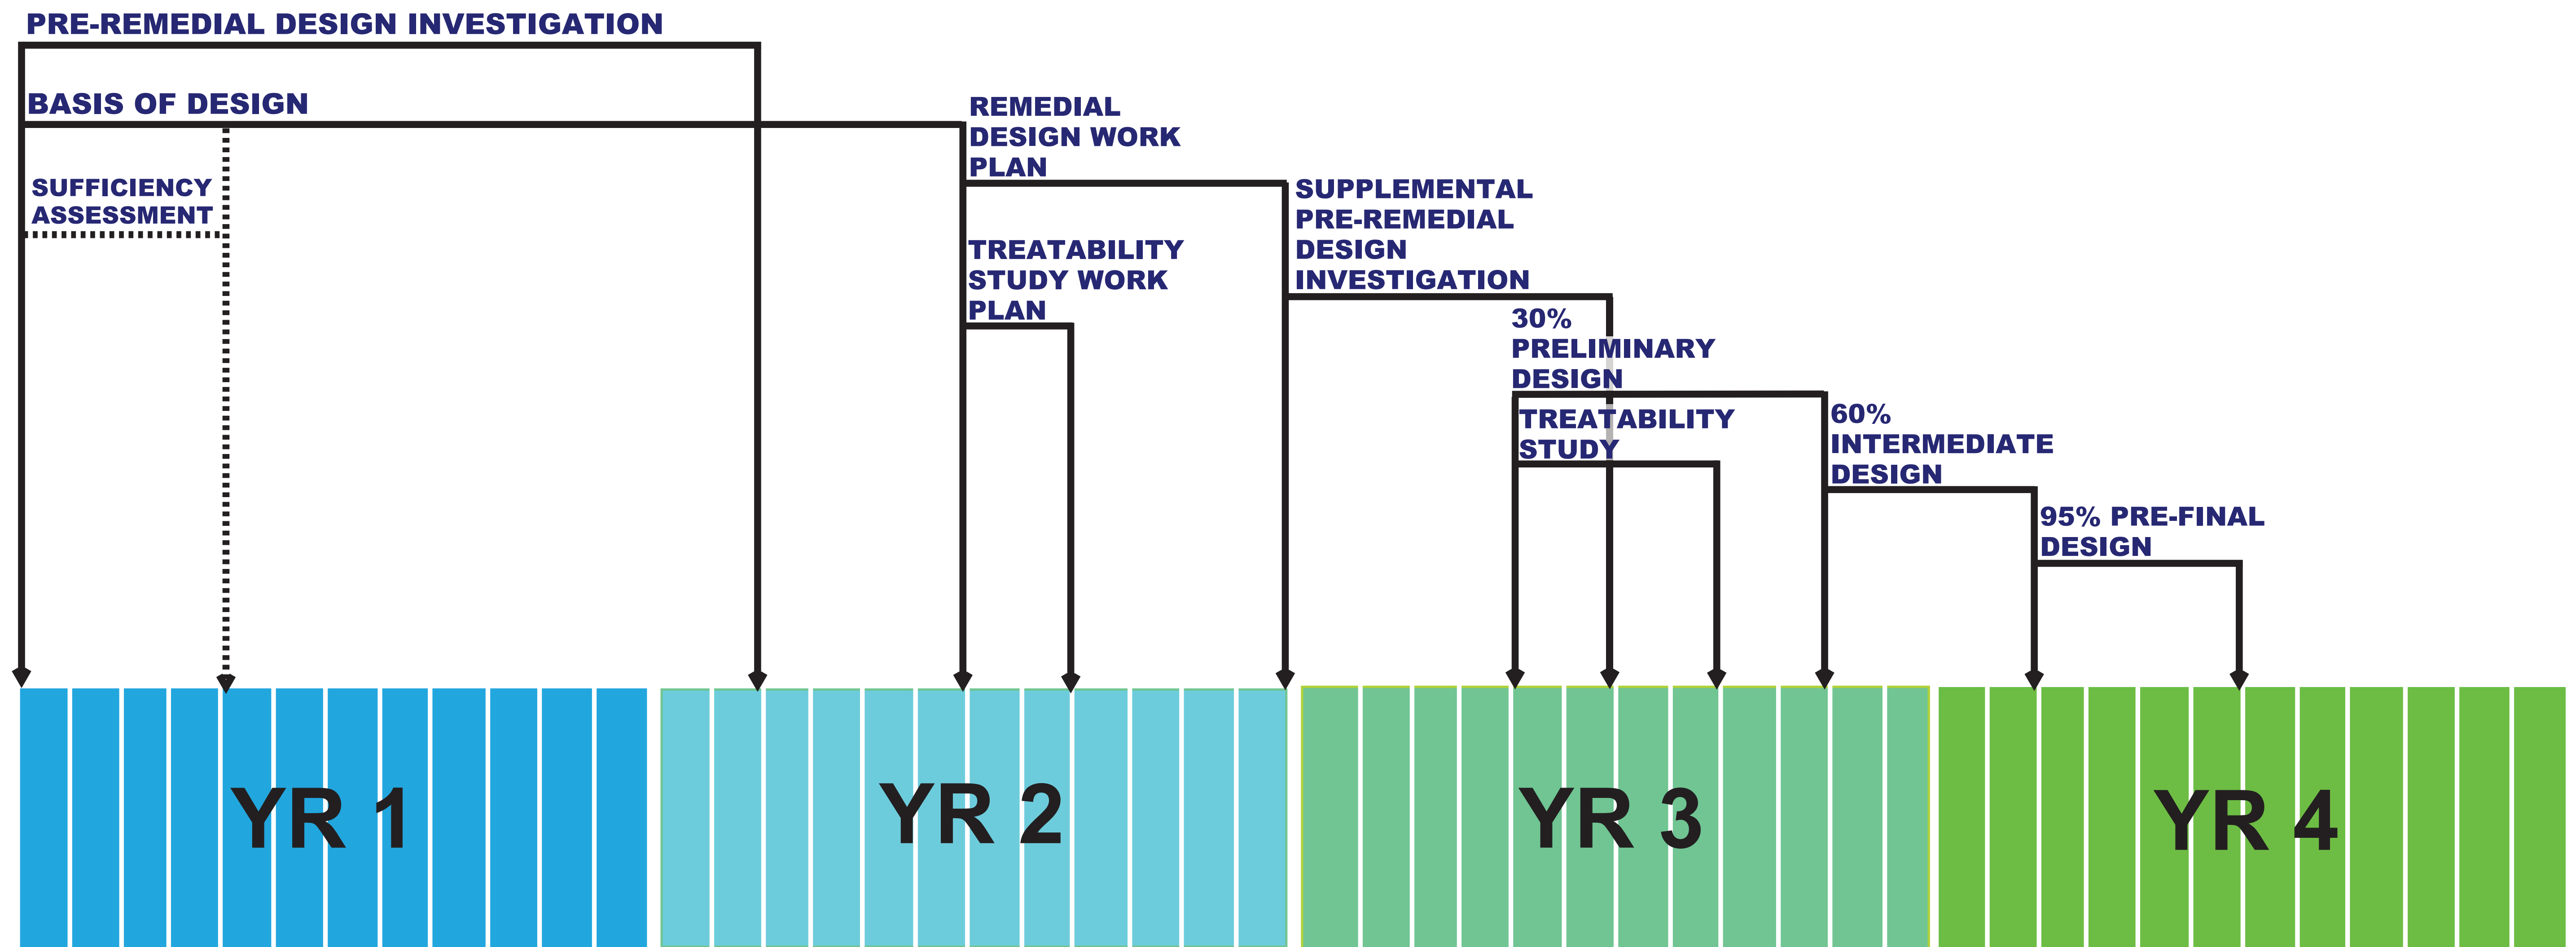 PRE-REMEDIAL DESIGN INVESTIGATION
BASIS OF DESIGN
SUFFICIENCY
ASSESSMENT
REMEDIAL
DESIGN WORK
PLAN
TREATABILITY
STUDY WORK
PLAN
SUPPLEMENTAL
PRE-REMEDIAL
DESIGN
INVESTIGATION
30%
PRELIMINARY
DESIGN
TREATABILITY
STUDY
60%
INTERMEDIATE
DESIGN
95% PRE-FINAL
DESIGN
YR 1
YR 2
YR 3
YR 4